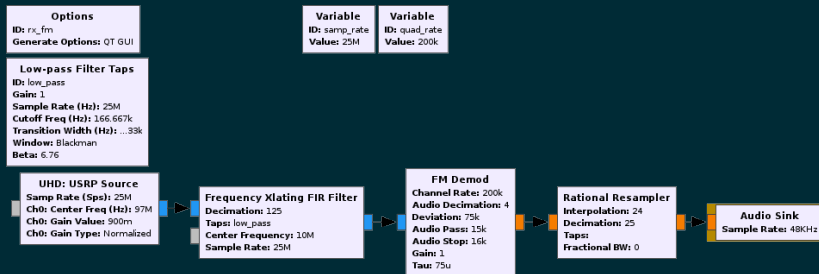 Options
ID: rx_fm
Generate Options: QT GUI
Variable
ID: samp_rate
Value: 25M
Variable
ID: quad_rate
Value: 200k
Low-pass Filter Taps
ID: low_pass
Gain: 1
Sample Rate (Hz): 25M
Cutoff Freq (Hz): 166.667k
Transition Width (Hz): ...33k
Window: Blackman
Beta: 6.76
UHD: USRP Source
Samp Rate (Sps): 25M
Ch0: Center Freq (Hz): 97M
Ch0: Gain Value: 900m
Ch0: Gain Type: Normalized
Frequency Xlating FIR Filter
Decimation: 125
Taps: low_pass
Center Frequency: 10M
Sample Rate: 25M
FM Demod
Channel Rate: 200k
Audio Decimation: 4
Deviation: 75k
Audio Pass: 15k
Audio Stop: 16k
Gain: 1
Tau: 75u
Rational Resampler
Interpolation: 24
Decimation: 25
Taps:
Fractional BW: 0
Audio Sink
Sample Rate: 48KHz